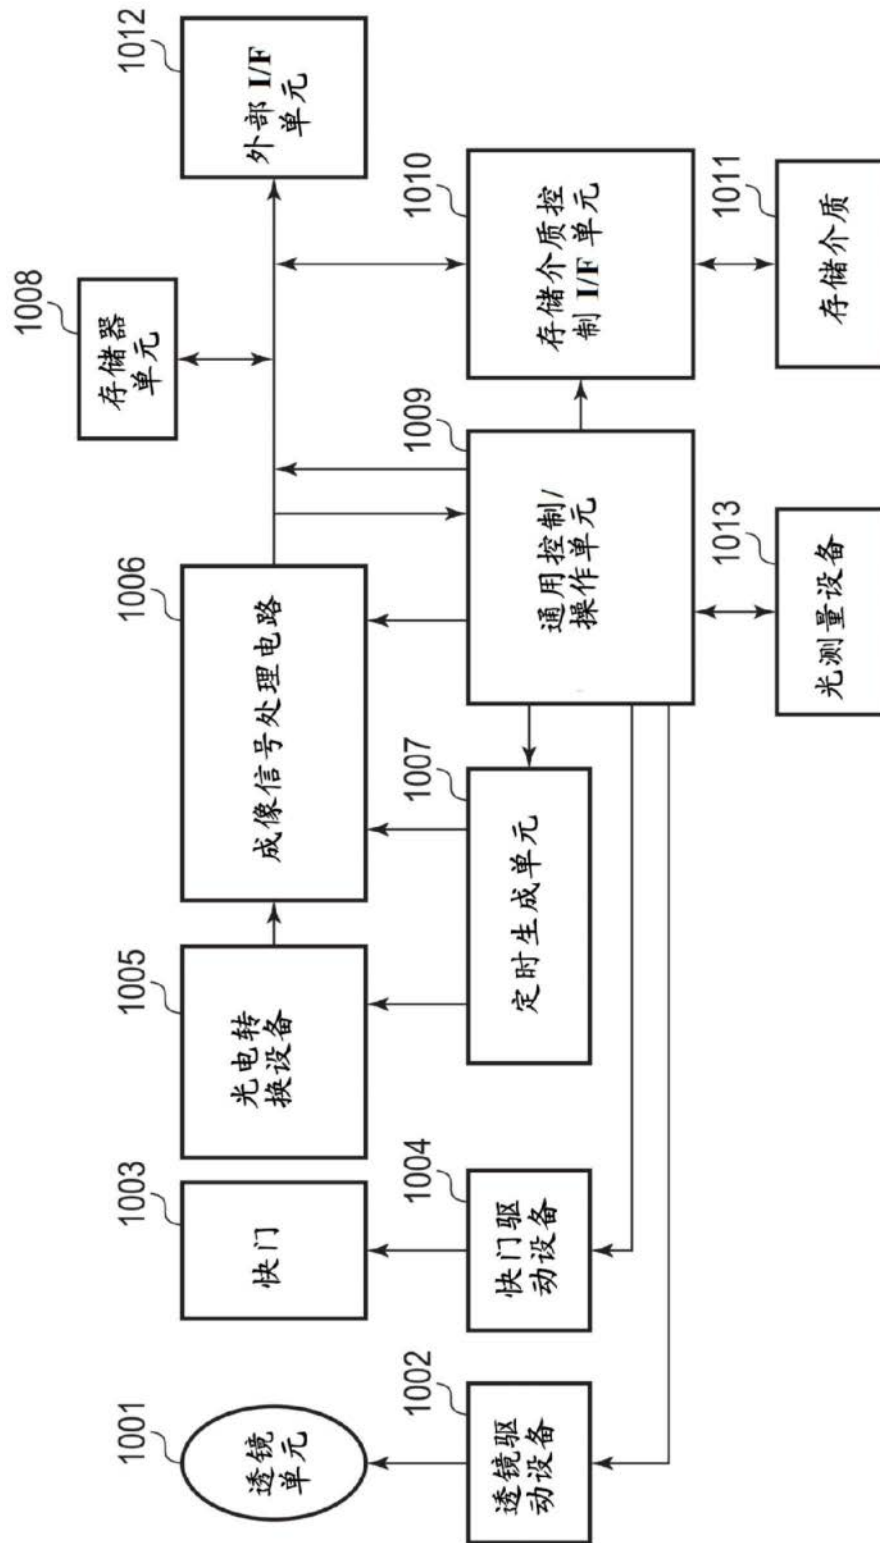 1001
透镜
单元
1003
快门
1005
光电转
换设备
1006
成像信号处理电路
1008
存储器
单元
1012
外部 I/F
单元
1002
透镜驱
动设备
1004
快门驱
动设备
1007
定时生成单元
1009
通用控制/
操作单元
1010
存储介质控
制 I/F 单元
1013
光测量设备
1011
存储介质